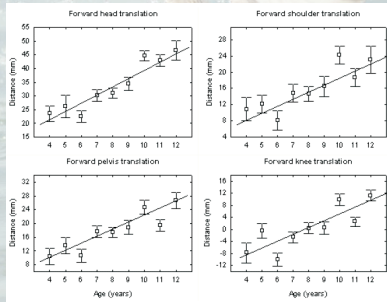 Forward head translation
Distance (mm)
55
50
45
40
35
30
25
20
15
4 5 6 7 8 9 10 11 12
Forward shoulder translation
Distance (mm)
28
24
20
16
12
8
4
4 5 6 7 8 9 10 11 12
Forward pelvis translation
Distance (mm)
32
28
24
20
16
12
8
4 5 6 7 8 9 10 11 12
Age (years)
Forward knee translation
Distance (mm)
16
12
8
4
0
-4
-8
-12
4 5 6 7 8 9 10 11 12
Age (years)